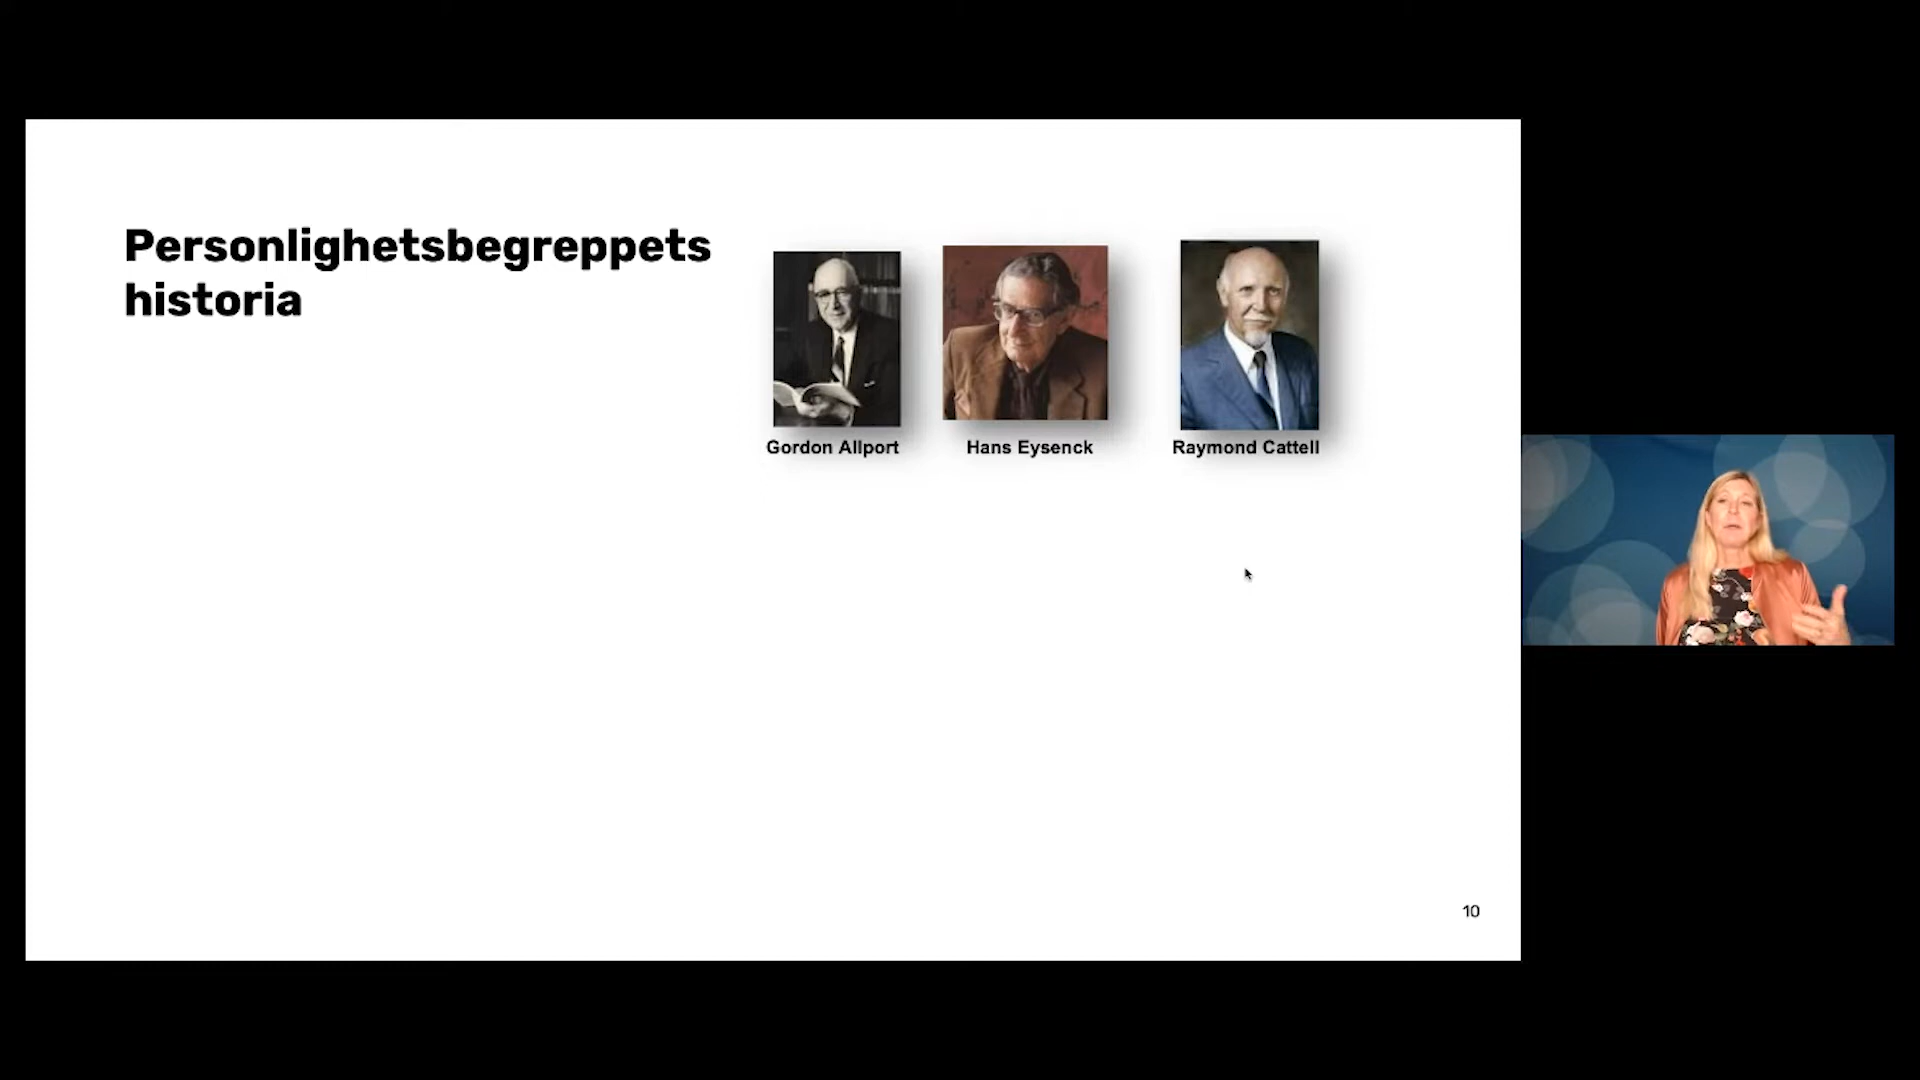 Personlighetsbegreppets
historia
Gordon Allport
Hans Eysenck
Raymond Cattell
10